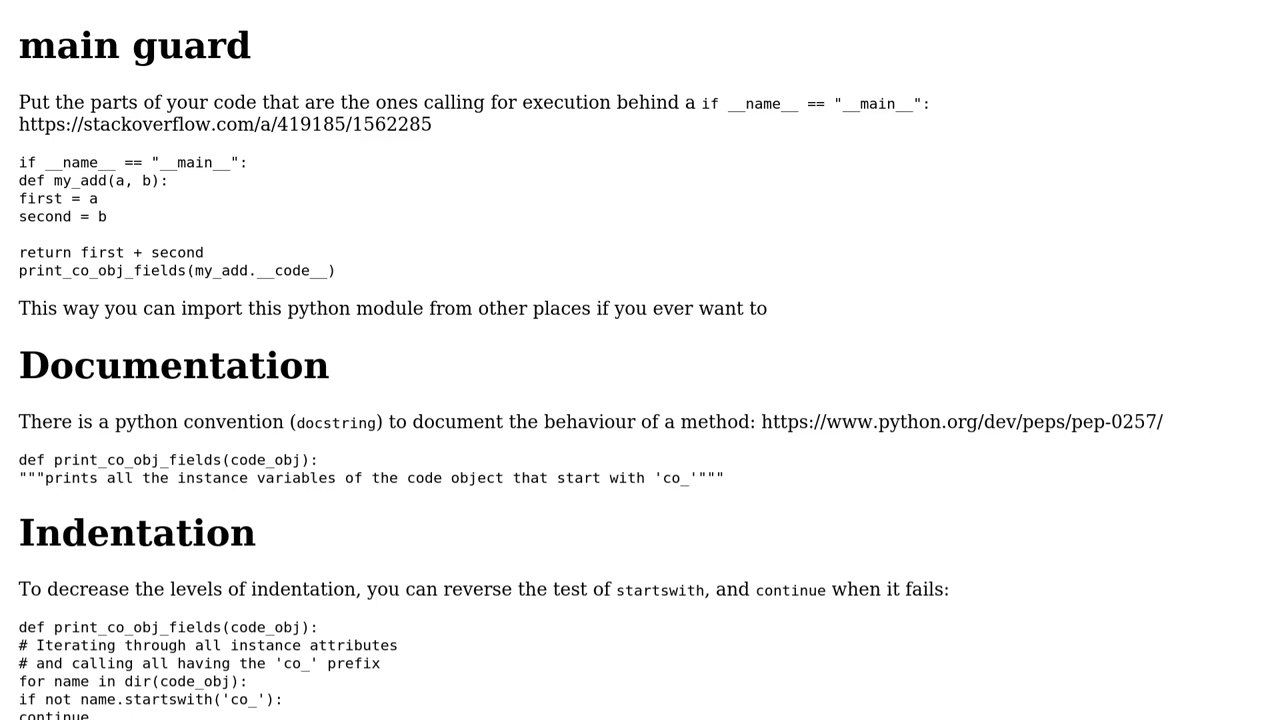 main guard
Put the parts of your code that are the ones calling for execution behind a if __name__ == "__main__":
https://stackoverflow.com/a/419185/1562285
if __name__ == "__main__":
def my_add(a, b):
first = a
second = b
return first + second
print_co_obj_fields(my_add.__code__)
This way you can import this python module from other places if you ever want to
Documentation
There is a python convention (docstring) to document the behaviour of a method: https://www.python.org/dev/peps/pep-0257/
def print_co_obj_fields(code_obj):
"""prints all the instance variables of the code object that start with 'co_'"""
Indentation
To decrease the levels of indentation, you can reverse the test of startswith, and continue when it fails:
def print_co_obj_fields(code_obj):
# Iterating through all instance attributes
# and calling all having the 'co_' prefix
for name in dir(code_obj):
if not name.startswith('co_'):
continue